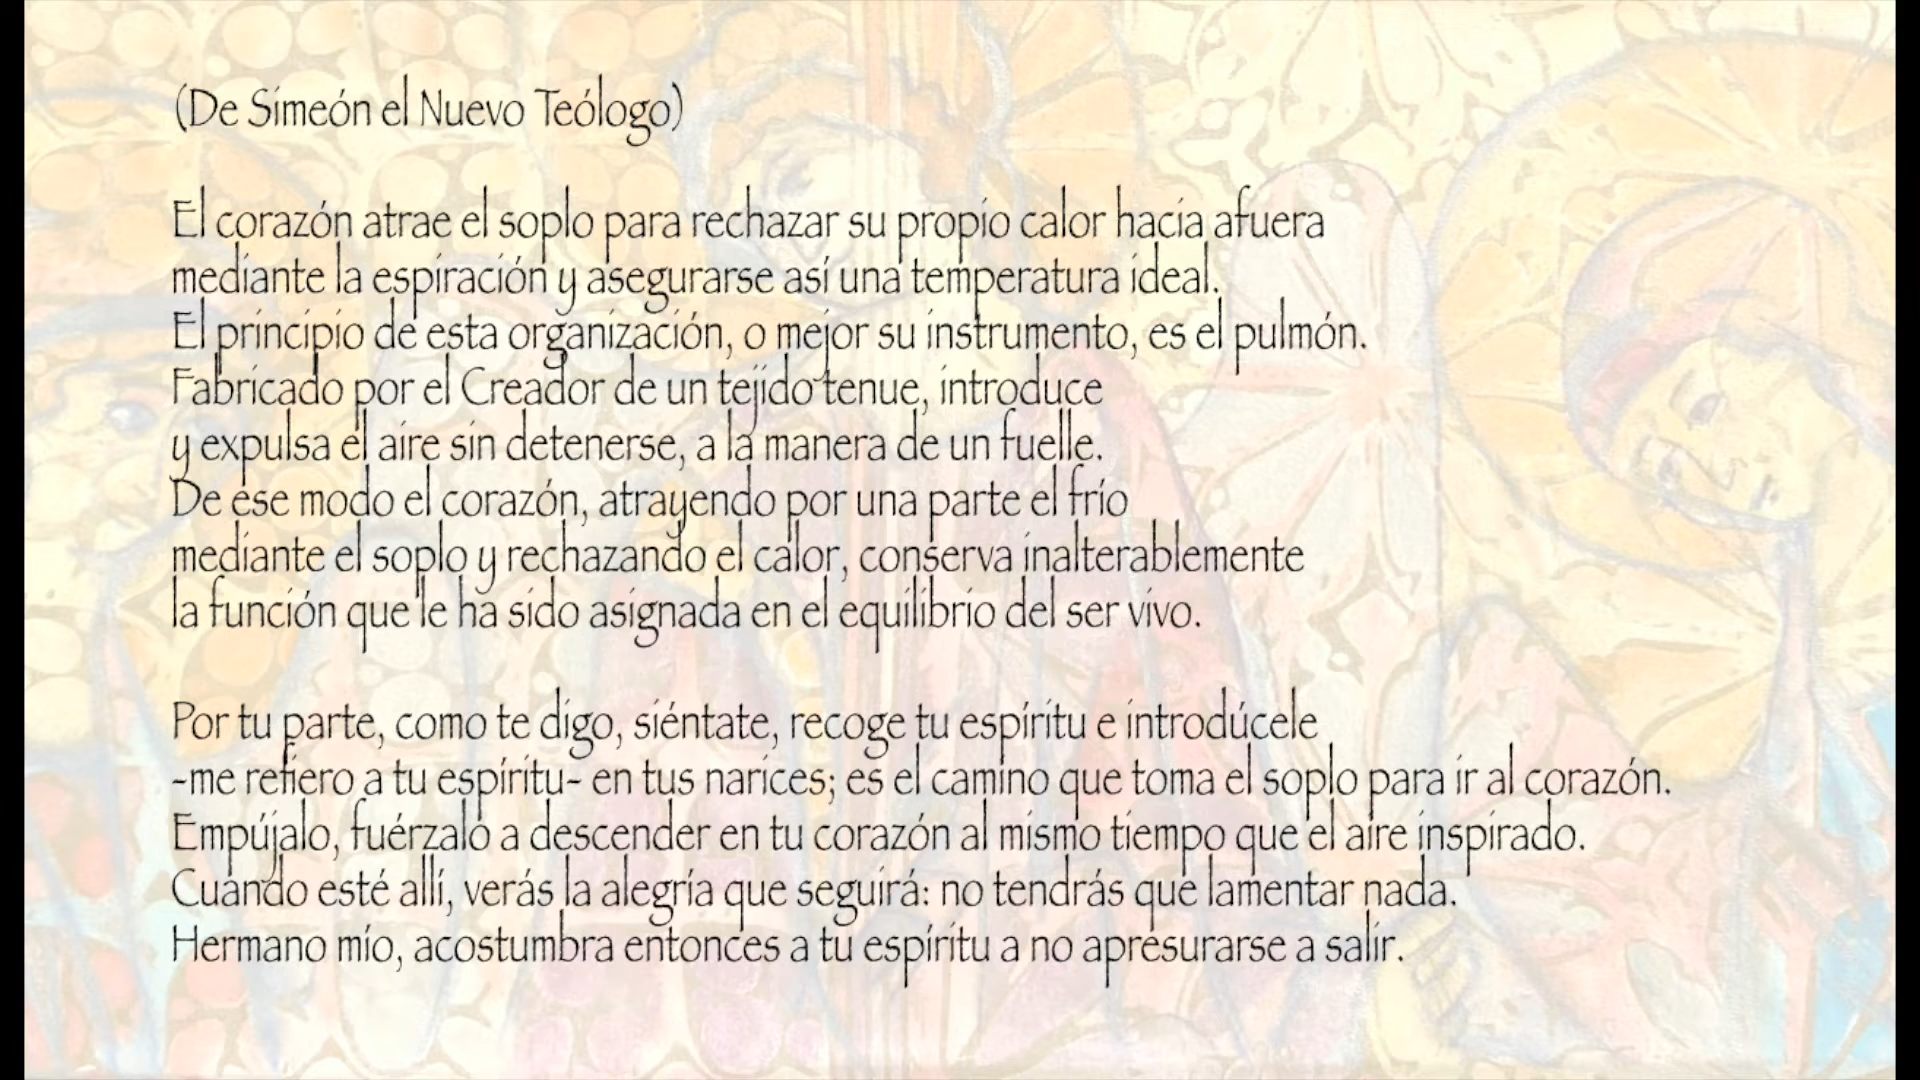 (De Simeón el Nuevo Teólogo)
El corazón atrae el soplo para rechazar su propio calor hacia afuera
mediante la espiración y asegurarse así una temperatura ideal.
El principio de esta organización, o mejor su instrumento, es el pulmón.
Fabricado por el Creador de un tejido tenue, introduce
y expulsa el aire sin detenerse, a la manera de un fuelle.
De ese modo el corazón, atrayendo por una parte el frío
mediante el soplo y rechazando el calor, conserva inalterablemente
la función que le ha sido asignada en el equilibrio del ser vivo.
Por tu parte, como te digo, siéntate, recoge tu espíritu e introdúcele
-me refiero a tu espíritu- en tus narices; es el camino que toma el soplo para ir al corazón.
Empújalo, fuérzalo a descender en tu corazón al mismo tiempo que el aire inspirado.
Cuando esté allí, verás la alegría que seguirá: no tendrás que lamentar nada.
Hermano mío, acostumbra entonces a tu espíritu a no apresurarse a salir.